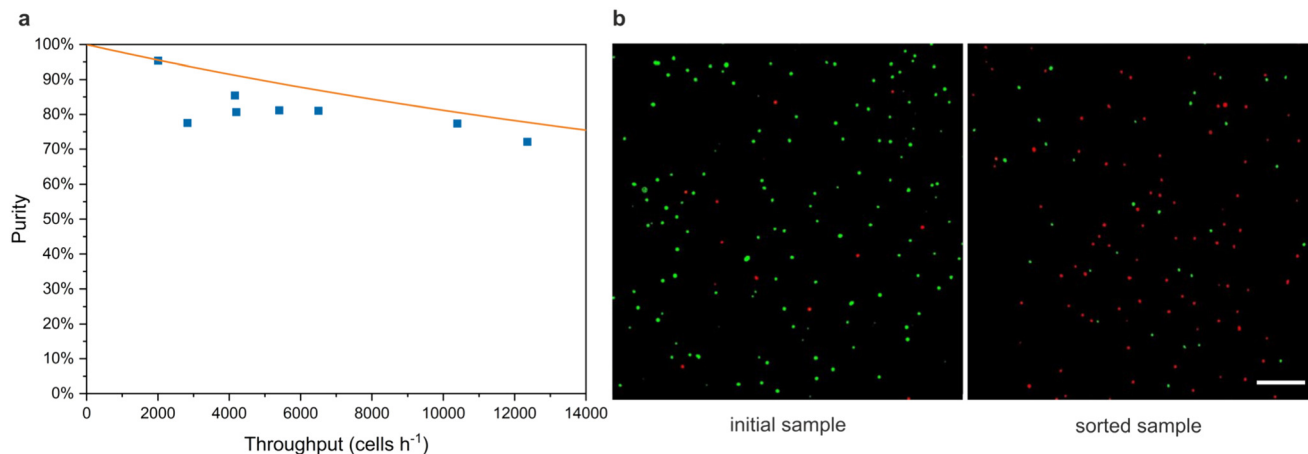 a
100%
90%
80%
70%
60%
50%
40%
30%
20%
10%
0%
Purity
0 2000 4000 6000 8000 10000 12000 14000
Throughput (cells h⁻¹)
b
initial sample
sorted sample